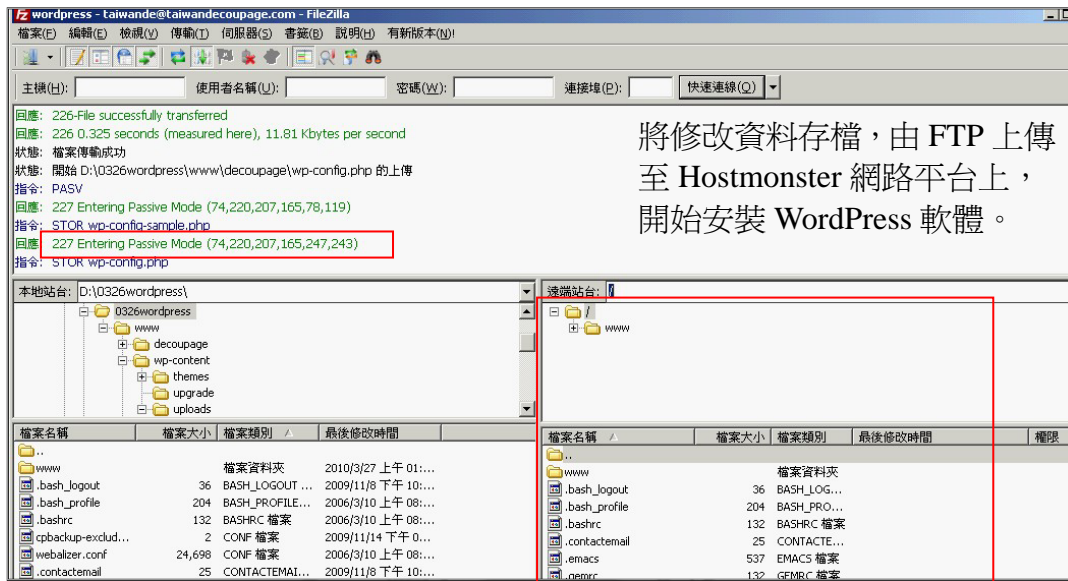 wordpress - taiwande@taiwandecoupage.com - FileZilla
檔案(F) 編輯(E) 檢視(V) 傳輸(T) 伺服器(S) 書籤(B) 說明(H) 有新版本(N)!
主機(H): 使用者名稱(U): 密碼(W): 連接埠(P): 快速連線(Q)
回應: 226-File successfully transferred
回應: 226 0.325 seconds (measured here), 11.81 Kbytes per second
狀態: 檔案傳輸成功
狀態: 開始 D:\0326wordpress\www\decoupage\wp-config.php 的上傳
指令: PASV
回應: 227 Entering Passive Mode (74,220,207,165,78,119)
指令: STOR wp-config-sample.php
回應: 227 Entering Passive Mode (74,220,207,165,247,243)
指令: STOR wp-config.php
將修改資料存檔，由 FTP 上傳
至 Hostmonster 網路平台上，
開始安裝 WordPress 軟體。
本地站台: D:\0326wordpress\
0326wordpress
www
decoupage
wp-content
themes
upgrade
uploads
檔案名稱 檔案大小 檔案類別 最後修改時間
..
www 檔案資料夾 2010/3/27 上午 01:...
.bash_logout 36 BASH_LOGOUT ... 2009/11/8 下午 10:...
.bash_profile 204 BASH_PROFILE... 2006/3/10 上午 08:...
.bashrc 132 BASHRC 檔案 2006/3/10 上午 08:...
cpbackup-exclud... 2 CONF 檔案 2009/11/14 下午 0...
webalizer.conf 24,698 CONF 檔案 2006/3/10 上午 08:...
.contactemail 25 CONTACTEMAI... 2009/11/8 下午 10:...
遠端站台: /
/
www
檔案名稱 檔案大小 檔案類別 最後修改時間 權限
..
www 檔案資料夾
.bash_logout 36 BASH_LOG...
.bash_profile 204 BASH_PRO...
.bashrc 132 BASHRC 檔案
.contactemail 25 CONTACTE...
.emacs 537 EMACS 檔案
.gemrc 132 GEMRC 檔案